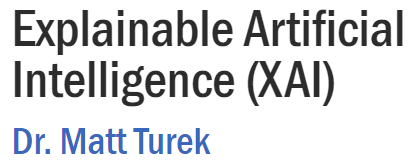 Explainable Artificial
Intelligence (XAI)
Dr. Matt Turek